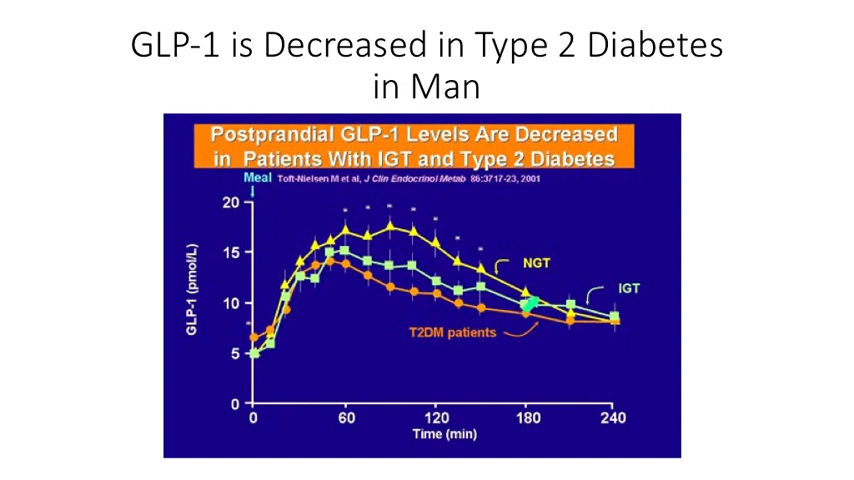 GLP-1 is Decreased in Type 2 Diabetes
in Man
Postprandial GLP-1 Levels Are Decreased
in Patients With IGT and Type 2 Diabetes
Meal Toft-Nielsen M et al, J Clin Endocrinol Metab 86:3717-23, 2001
20
* * * * * * *
15
NGT
IGT
GLP-1 (pmol/L)
10
*
T2DM patients
5
0
0 60 120 180 240
Time (min)